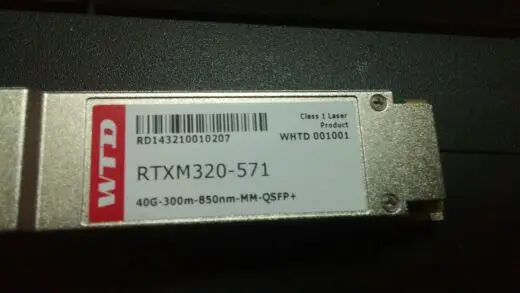 WTD
RD143210010207
Class 1 Laser
Product
WHTD 001001
RTXM320-571
40G-300m-850nm-MM-QSFP+